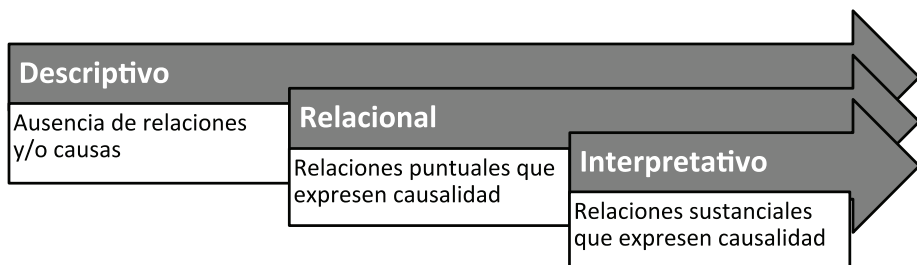 Descriptivo
Ausencia de relaciones
y/o causas
Relacional
Relaciones puntuales que
expresen causalidad
Interpretativo
Relaciones sustanciales
que expresen causalidad